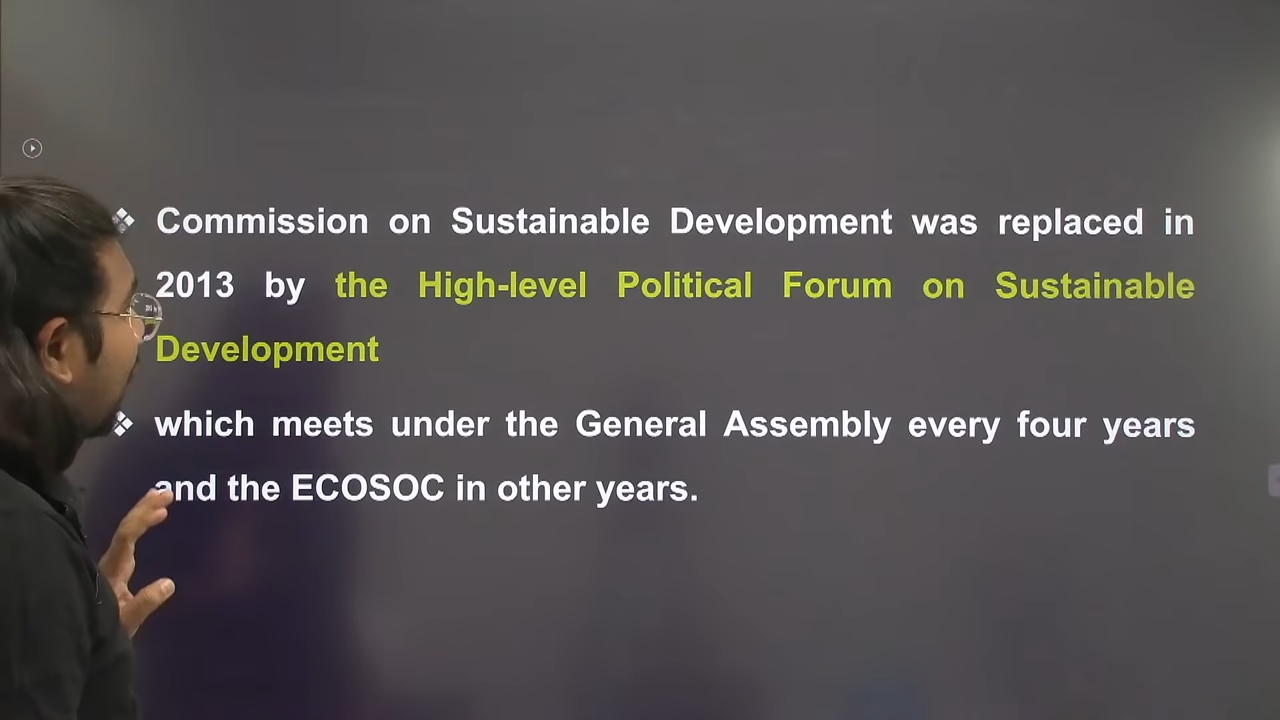 Commission on Sustainable Development was replaced in
2013 by the High-level Political Forum on Sustainable
Development
which meets under the General Assembly every four years
and the ECOSOC in other years.